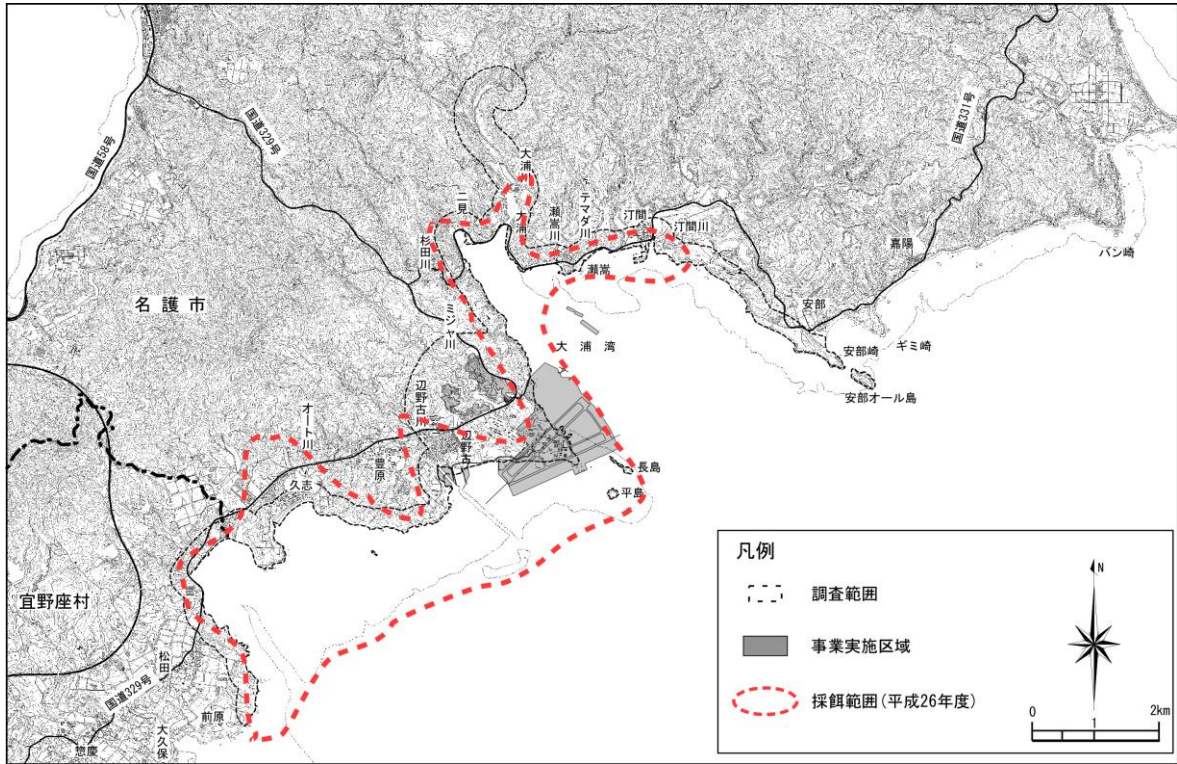 国道58号
国道329号
国道331号
大浦川
二見
大浦
瀬嵩川
テマダ川
汀間
汀間川
杉田川
瀬嵩
嘉陽
バン崎
名護市
ミジャ川
大浦湾
安部
安部崎
ギミ崎
安部オール島
辺野古川
オート川
辺野古
豊原
久志
長島
平島
宜野座村
松田
国道329号
前原
大久保
惣慶
凡例
調査範囲
事業実施区域
採餌範囲(平成26年度)
N
0 1 2km